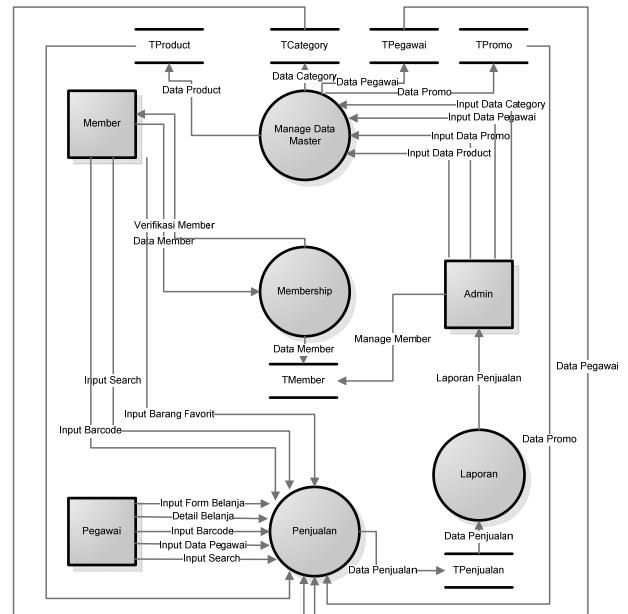 TProduct
TCategory
TPegawai
TPromo
Data Category
Data Pegawai
Data Product
Data Promo
Member
Manage Data
Master
Input Data Category
Input Data Pegawai
Input Data Promo
Input Data Product
Verifikasi Member
Data Member
Membership
Admin
Data Member
Manage Member
TMember
Laporan Penjualan
Data Pegawai
Input Search
Input Barang Favorit
Input Barcode
Data Promo
Laporan
Pegawai
Input Form Belanja
Detail Belanja
Input Barcode
Input Data Pegawai
Input Search
Penjualan
Data Penjualan
Data Penjualan
TPenjualan